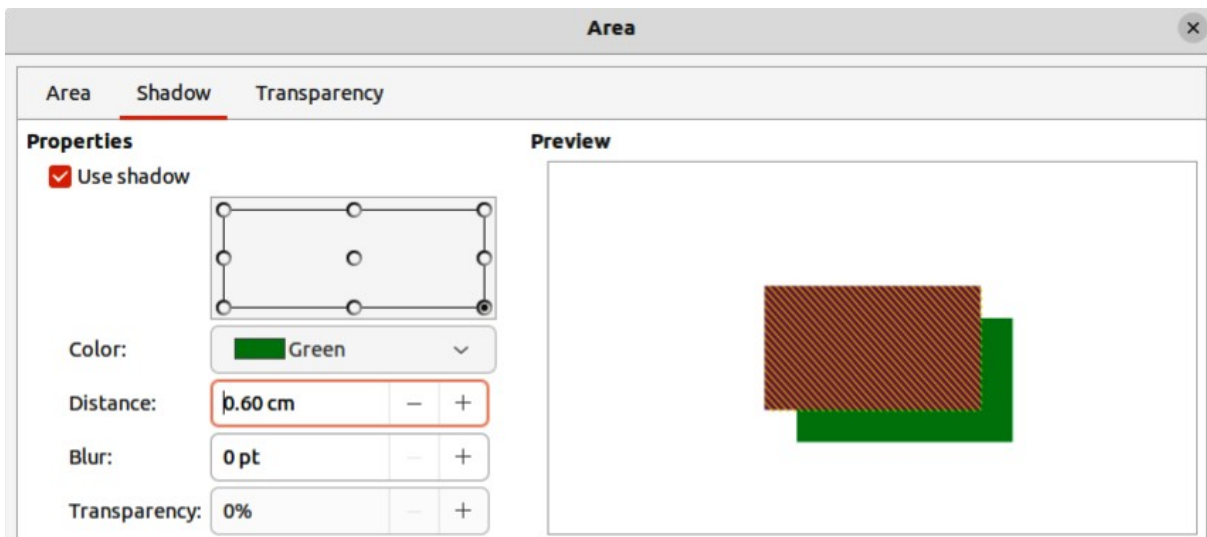 Area
Area Shadow Transparency
Properties
Use shadow
Color: Green
Distance: 0.60 cm
Blur: 0 pt
Transparency: 0%
Preview